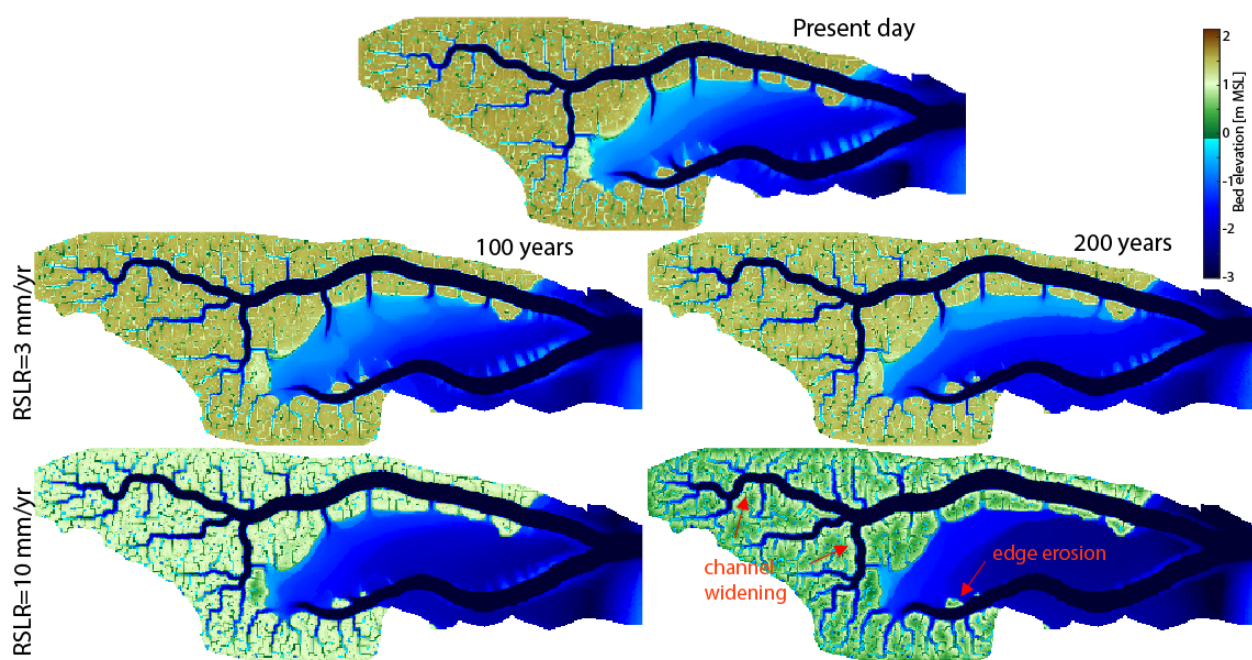 Present day
2
1
0
-1
-2
-3
Bed elevation [m MSL]
100 years
200 years
RSLR=3 mm/yr
RSLR=10 mm/yr
channel
widening
edge erosion